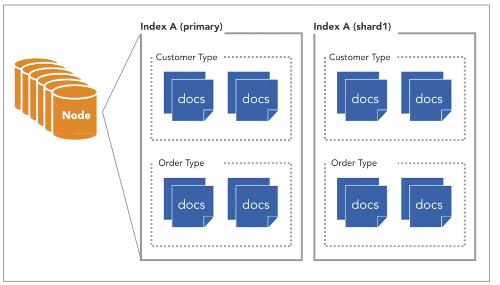 Index A (primary)
Index A (shard1)
Customer Type
Customer Type
docs
docs
docs
docs
Node
Order Type
Order Type
docs
docs
docs
docs